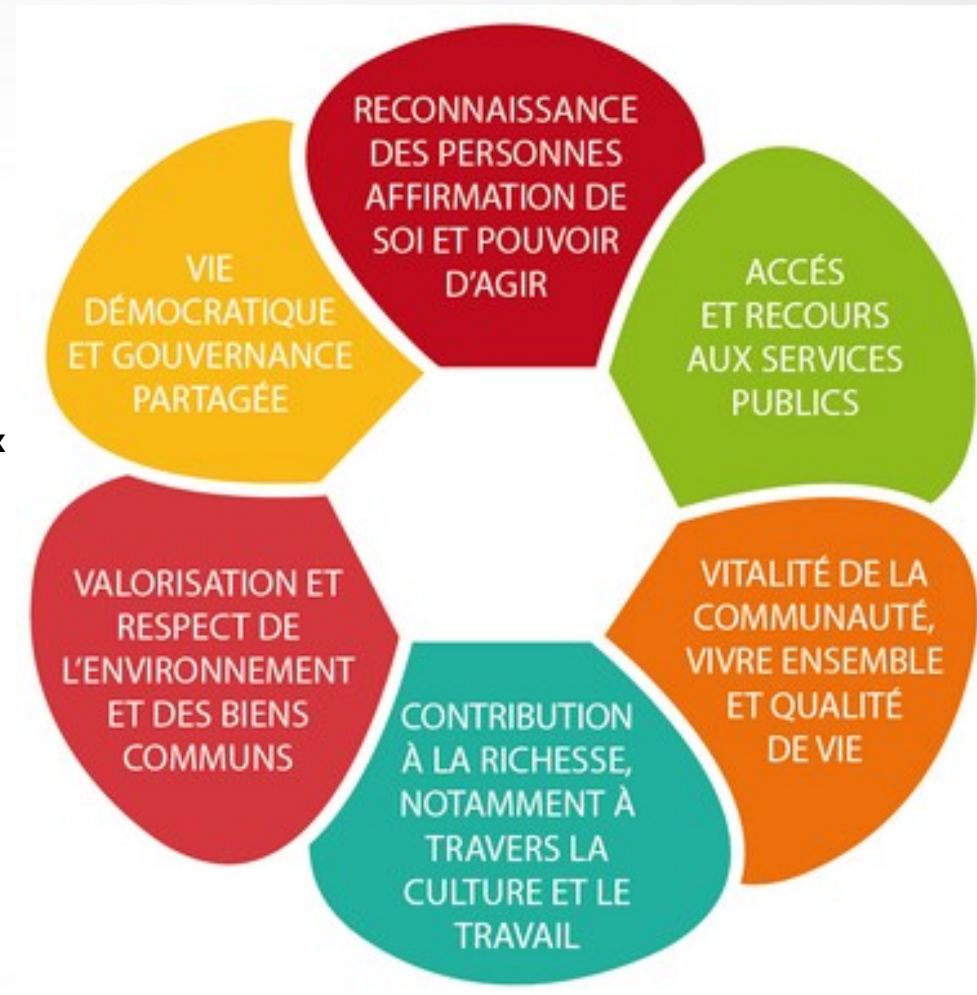 RECONNAISSANCE
DES PERSONNES
AFFIRMATION DE
SOI ET POUVOIR
D'AGIR
ACCÉS
ET RECOURS
AUX SERVICES
PUBLICS
VITALITÉ DE LA
COMMUNAUTÉ,
VIVRE ENSEMBLE
ET QUALITÉ
DE VIE
CONTRIBUTION
À LA RICHESSE,
NOTAMMENT À
TRAVERS LA
CULTURE ET LE
TRAVAIL
VALORISATION ET
RESPECT DE
L'ENVIRONNEMENT
ET DES BIENS
COMMUNS
VIE
DÉMOCRATIQUE
ET GOUVERNANCE
PARTAGÉE
x